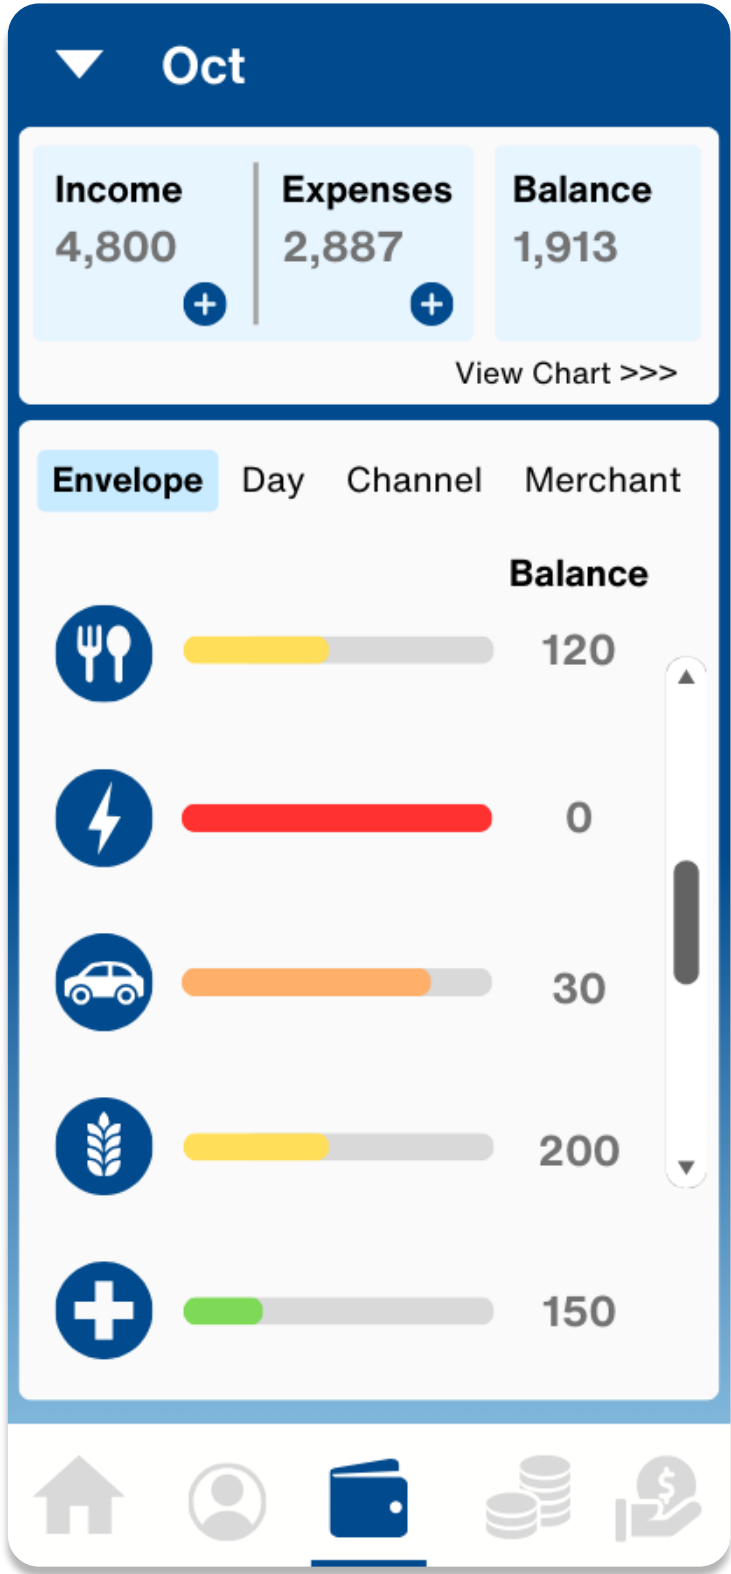 Oct
Income Expenses Balance
4,800 2,887 1,913
View Chart >>>
Envelope Day Channel Merchant
Balance
120
0
30
200
150